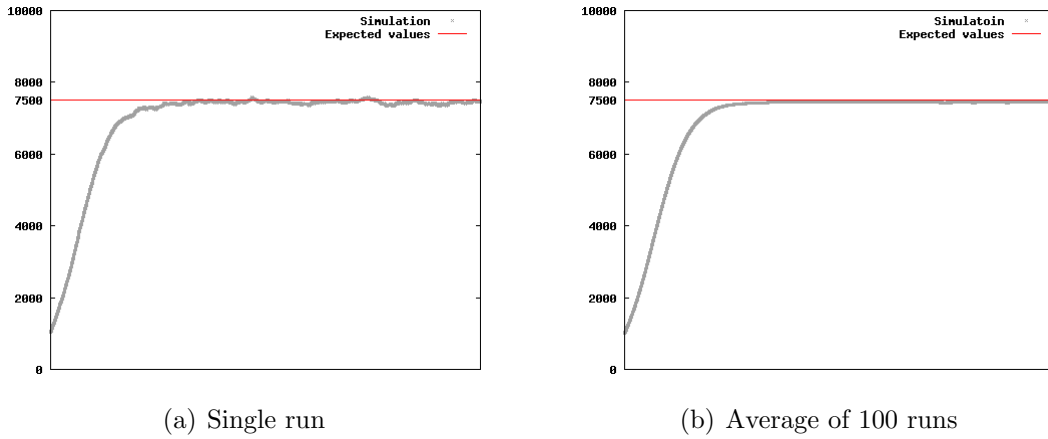 10000
8000
7500
6000
4000
2000
0
Simulation
Expected values
(a) Single run
10000
8000
7500
6000
4000
2000
0
Simulatoin
Expected values
(b) Average of 100 runs